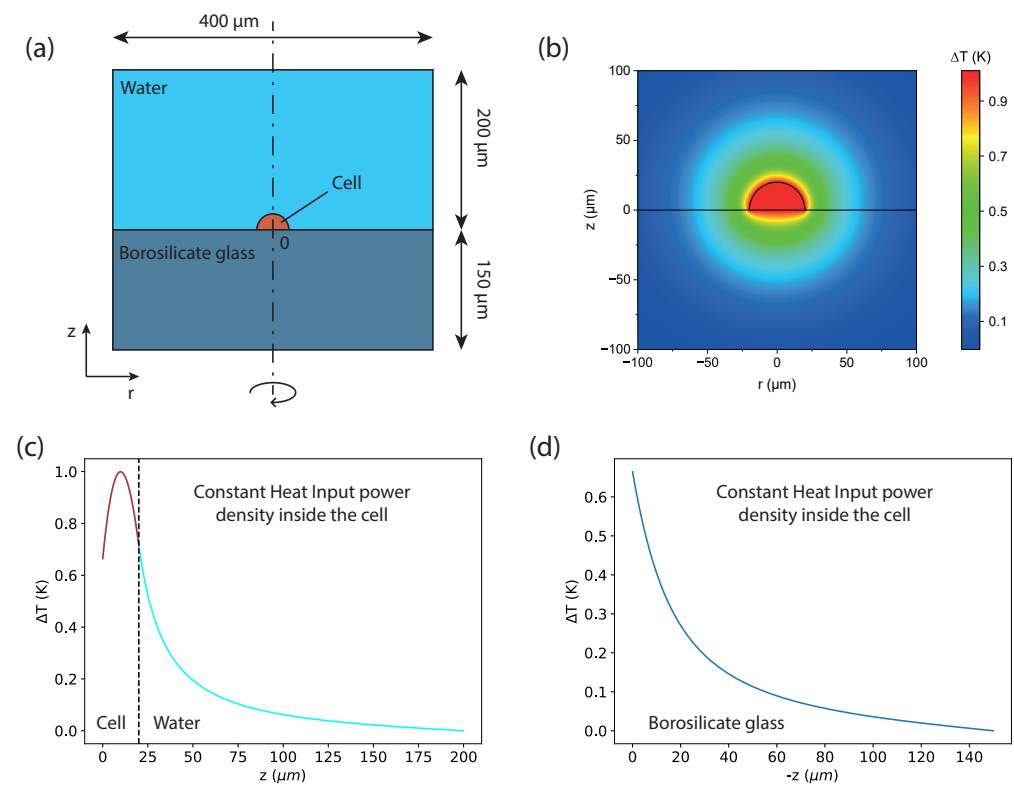 (a)
400 µm
Water
200 µm
Cell
0
Borosilicate glass
150 µm
z
r
(b)
ΔT (K)
100
50
0
−50
−100
z (µm)
−100
−50
0
50
100
r (µm)
0.9
0.7
0.5
0.3
0.1
(c)
1.0
0.8
0.6
0.4
0.2
0.0
ΔT (K)
Constant Heat Input power
density inside the cell
Cell
Water
0
25
50
75
100
125
150
175
200
z (µm)
(d)
0.6
0.5
0.4
0.3
0.2
0.1
0.0
ΔT (K)
Constant Heat Input power
density inside the cell
Borosilicate glass
0
20
40
60
80
100
120
140
-z (µm)